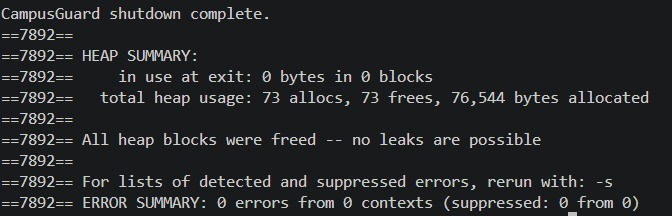 CampusGuard shutdown complete.
==7892==
==7892== HEAP SUMMARY:
==7892==     in use at exit: 0 bytes in 0 blocks
==7892==   total heap usage: 73 allocs, 73 frees, 76,544 bytes allocated
==7892==
==7892== All heap blocks were freed -- no leaks are possible
==7892==
==7892== For lists of detected and suppressed errors, rerun with: -s
==7892== ERROR SUMMARY: 0 errors from 0 contexts (suppressed: 0 from 0)